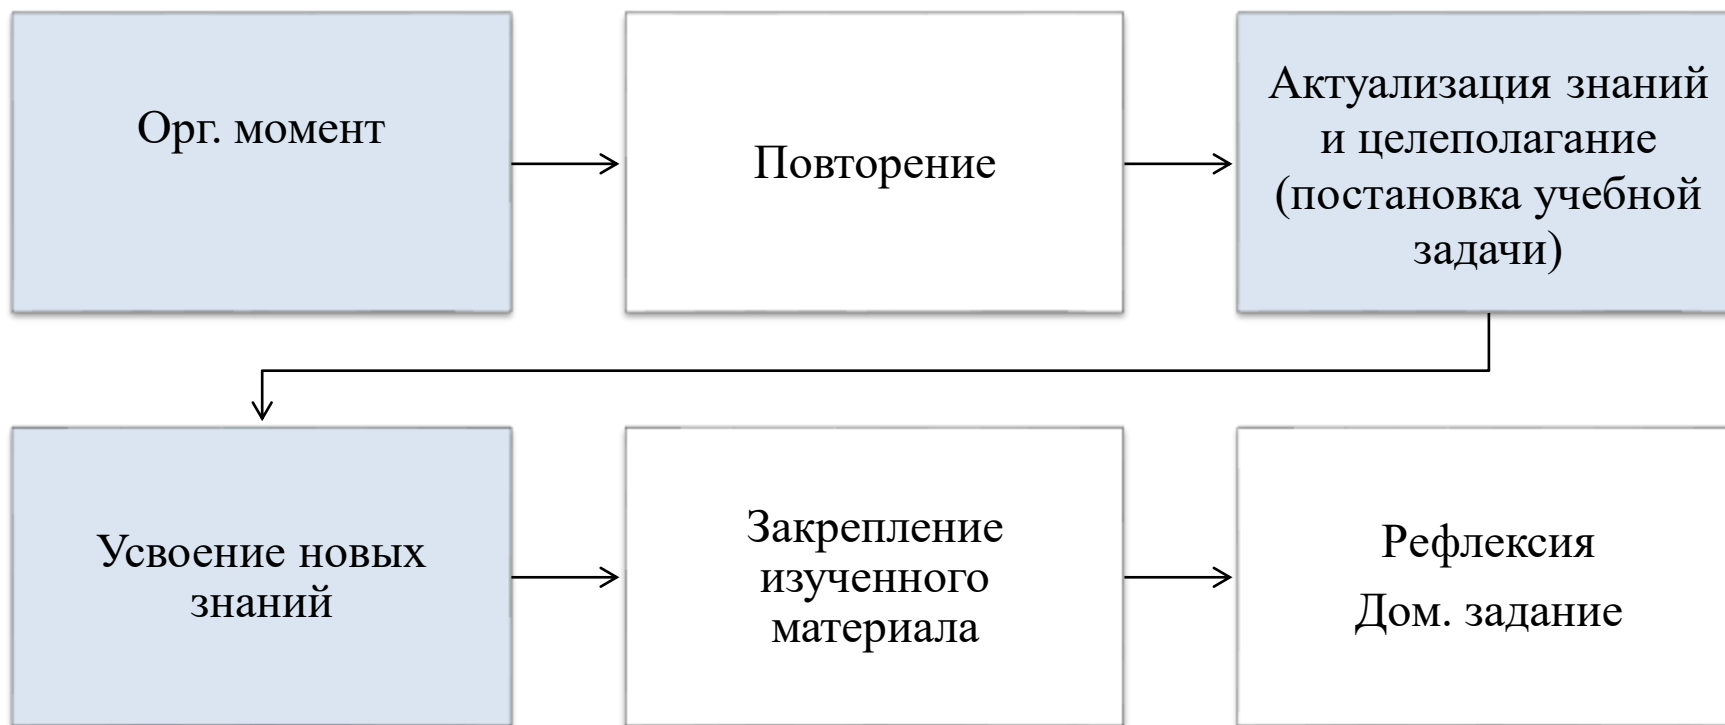 Орг. момент
Повторение
Актуализация знаний
и целеполагание
(постановка учебной
задачи)
Усвоение новых
знаний
Закрепление
изученного
материала
Рефлексия
Дом. задание